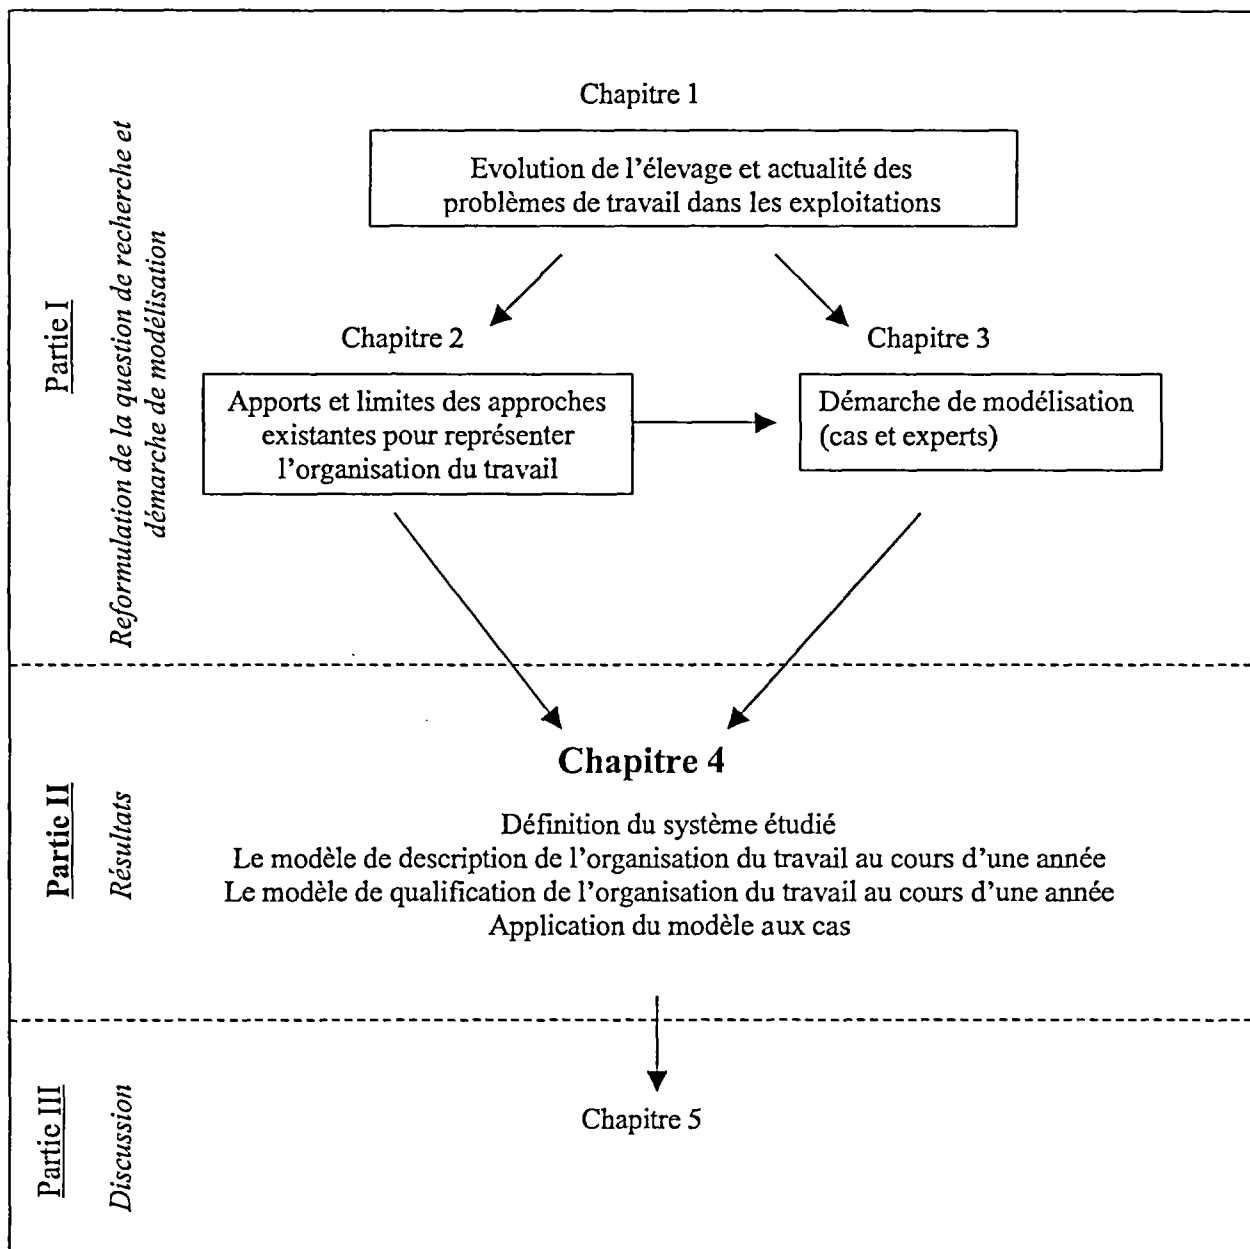 Partie I
Reformulation de la question de recherche et
démarche de modélisation
Chapitre 1
Evolution de l'élevage et actualité des
problèmes de travail dans les exploitations
Chapitre 2
Apports et limites des approches
existantes pour représenter
l'organisation du travail
Chapitre 3
Démarche de modélisation
(cas et experts)
Partie II
Résultats
Chapitre 4
Définition du système étudié
Le modèle de description de l'organisation du travail au cours d'une année
Le modèle de qualification de l'organisation du travail au cours d'une année
Application du modèle aux cas
Partie III
Discussion
Chapitre 5